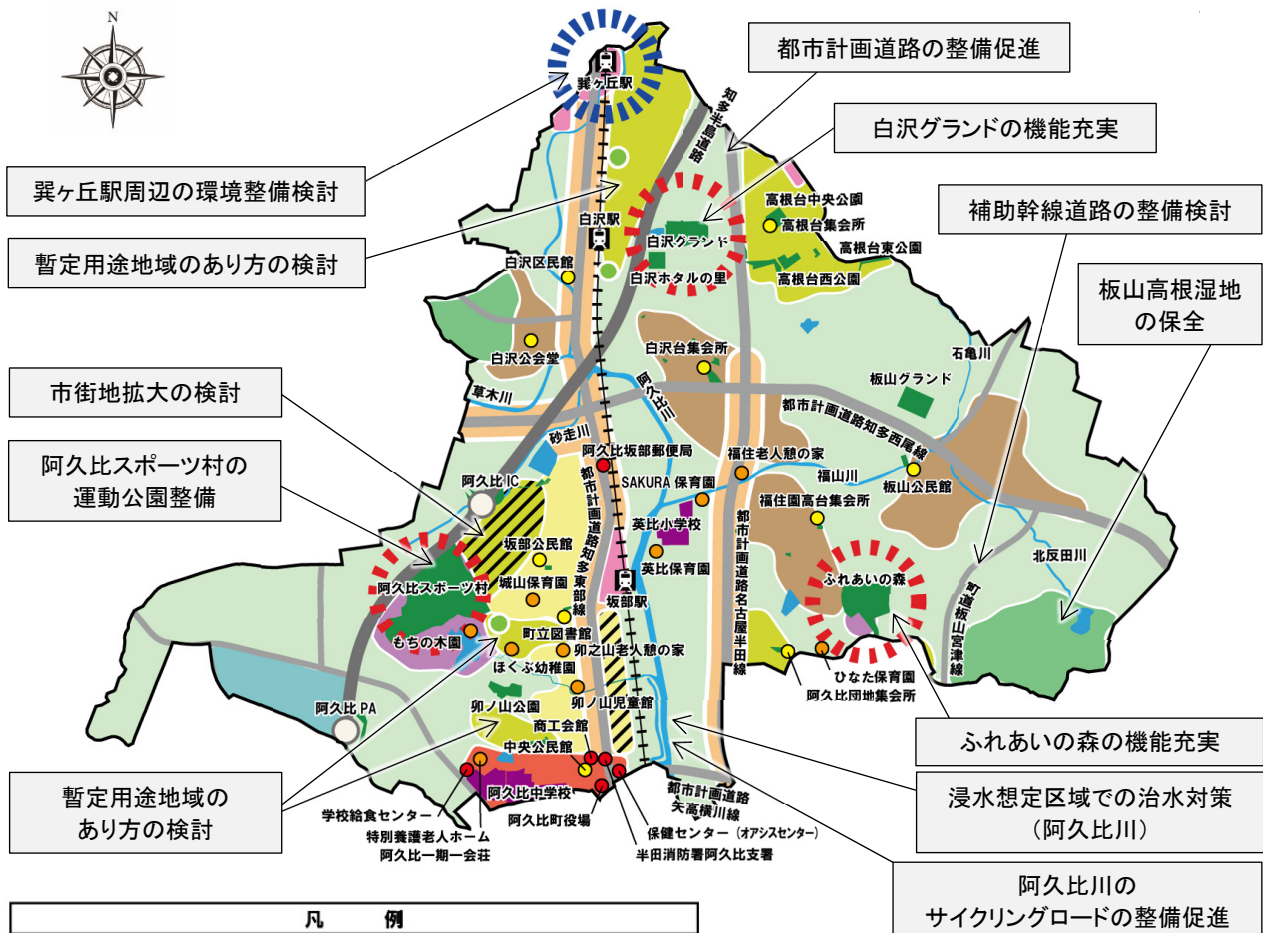 N
巽ヶ丘駅
都市計画道路の整備促進
知多半島道路
白沢グランドの機能充実
巽ヶ丘駅周辺の環境整備検討
高根台中央公園
補助幹線道路の整備検討
白沢駅
高根台集会所
白沢グランド
高根台東公園
暫定用途地域のあり方の検討
白沢区民館
白沢ホタルの里
高根台西公園
板山高根湿地
の保全
白沢台集会所
石亀川
白沢公会堂
阿久比川
板山グランド
市街地拡大の検討
草木川
都市計画道路知多西尾線
砂走川
阿久比坂部郵便局
福住老人憩の家
阿久比スポーツ村の
運動公園整備
阿久比IC
都市計画道路知多東部線
SAKURA保育園
福山川
板山公民館
福住園高台集会所
英比小学校
都市計画道路名古屋半田線
坂部公民館
英比保育園
北反田川
阿久比スポーツ村
城山保育園
坂部駅
ふれあいの森
町道板山宮津線
町立図書館
もちの木園
卯之山老人憩の家
ほくぶ幼稚園
ひなた保育園
阿久比団地集会所
卯ノ山公園
卯ノ山児童館
阿久比PA
商工会館
ふれあいの森の機能充実
中央公民館
暫定用途地域の
あり方の検討
阿久比中学校
都市計画道路
矢高横川線
浸水想定区域での治水対策
（阿久比川）
学校給食センター
阿久比町役場
特別養護老人ホーム
阿久比一期一会荘
保健センター（オアシスセンター）
半田消防署阿久比支署
阿久比川の
サイクリングロードの整備促進
凡 例